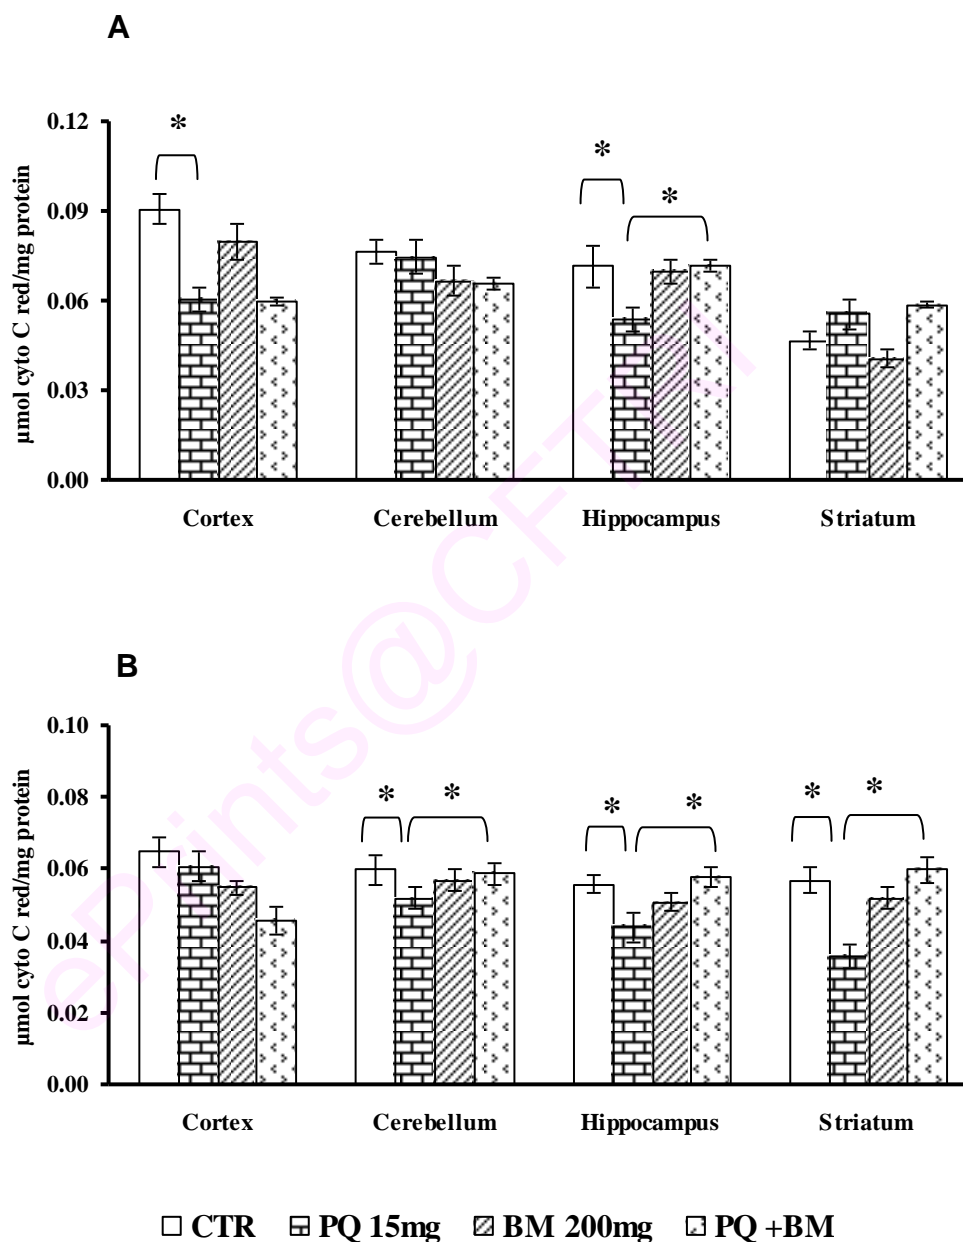 A
µmol cyto C red/mg protein
0.12
0.09
0.06
0.03
0.00
*
*
*
Cortex Cerebellum Hippocampus Striatum
B
µmol cyto C red/mg protein
0.10
0.08
0.06
0.04
0.02
0.00
* * * * * *
Cortex Cerebellum Hippocampus Striatum
CTR PQ 15mg BM 200mg PQ +BM
ePrints@CFTRI